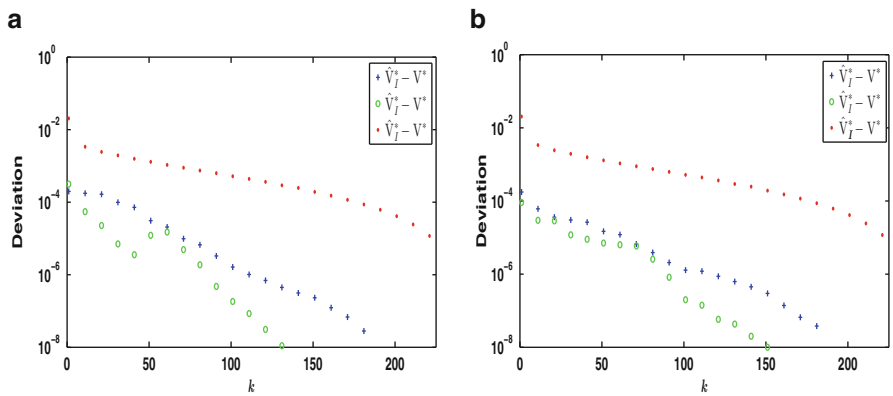 a
10^0
10^-2
10^-4
10^-6
10^-8
Deviation
0 50 100 150 200
k
+ V̂*_I − V*
o V̂*_I − V*
• V̂*_I − V*
b
10^0
10^-2
10^-4
10^-6
10^-8
Deviation
0 50 100 150 200
k
+ V̂*_I − V*
o V̂*_I − V*
• V̂*_I − V*